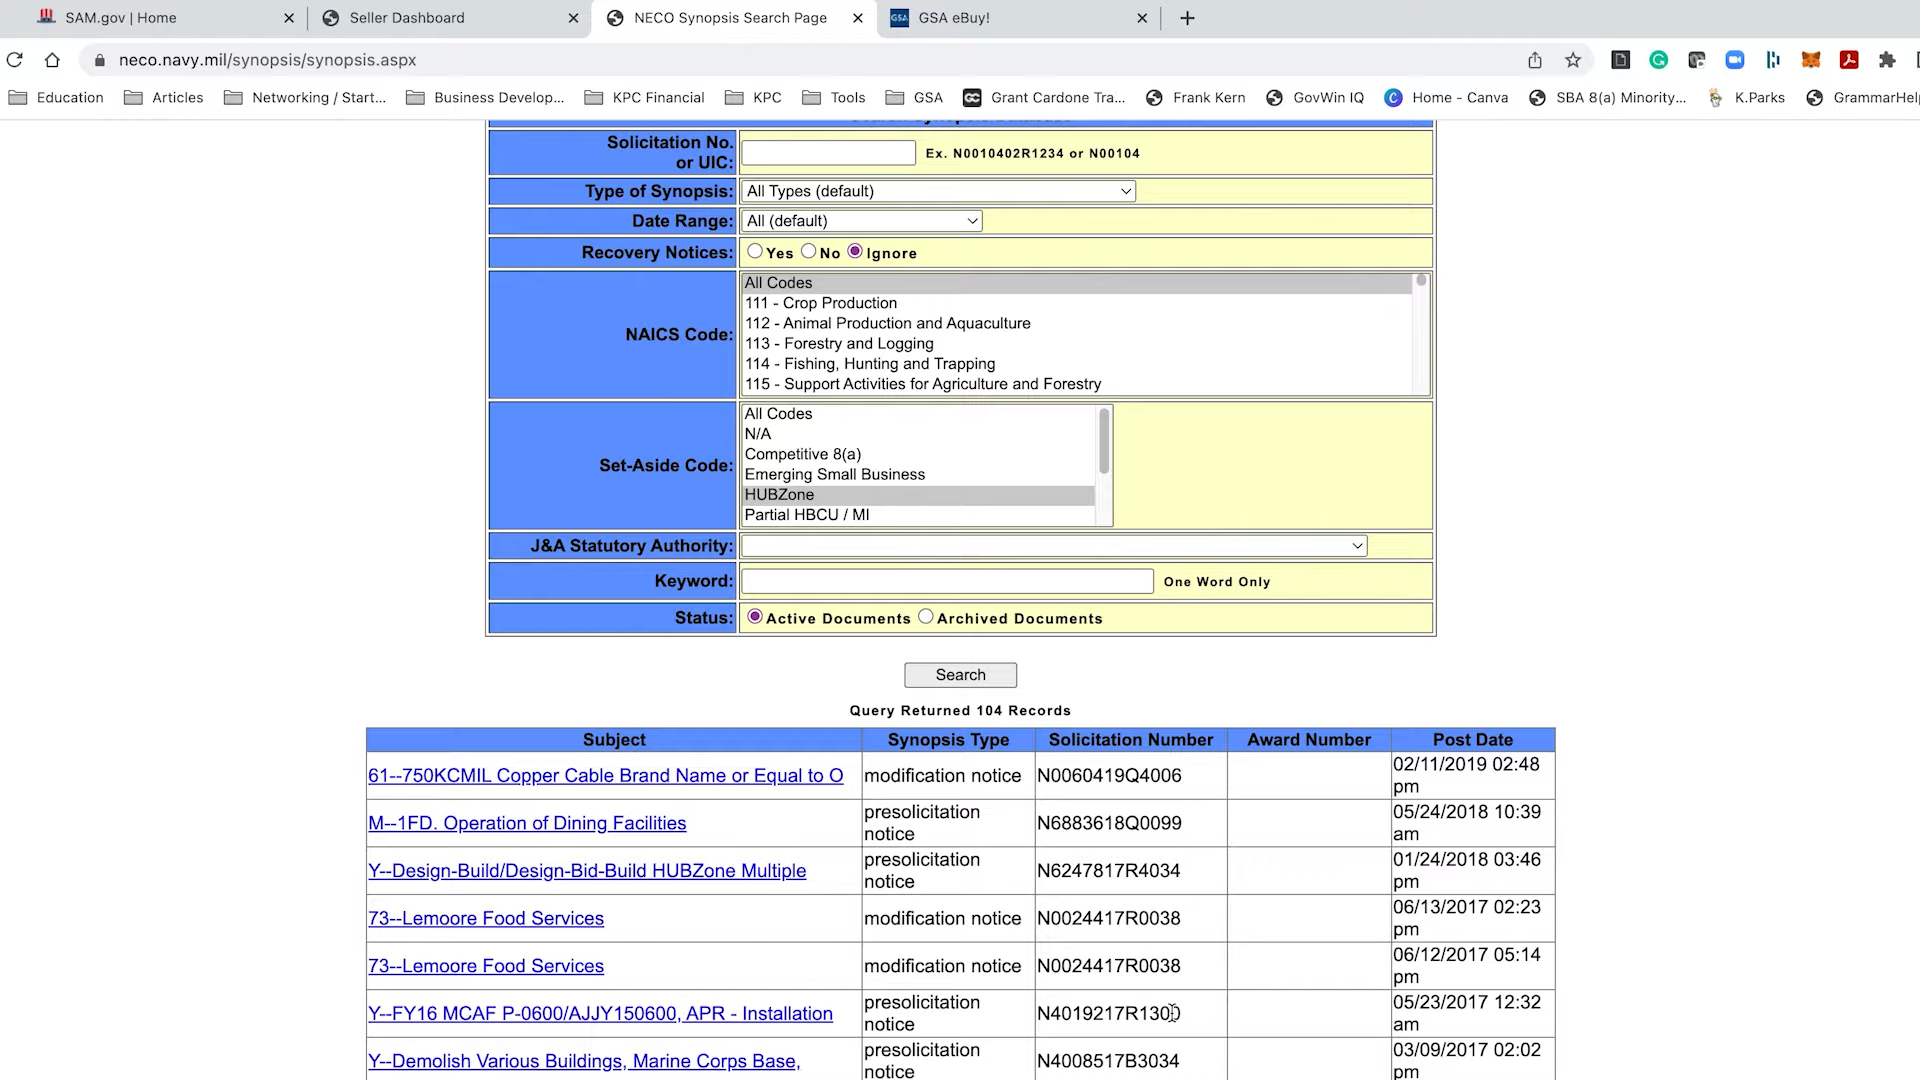 SAM.gov | Home
Seller Dashboard
NECO Synopsis Search Page
GSA
GSA eBuy!
neco.navy.mil/synopsis/synopsis.aspx
Education
Articles
Networking / Start...
Business Develop...
KPC Financial
KPC
Tools
GSA
Grant Cardone Tra...
Frank Kern
GovWin IQ
Home - Canva
SBA 8(a) Minority...
K.Parks
GrammarHelp
Solicitation No.
or UIC:
Ex. N0010402R1234 or N00104
Type of Synopsis:
All Types (default)
Date Range:
All (default)
Recovery Notices:
Yes No Ignore
NAICS Code:
All Codes
111 - Crop Production
112 - Animal Production and Aquaculture
113 - Forestry and Logging
114 - Fishing, Hunting and Trapping
115 - Support Activities for Agriculture and Forestry
Set-Aside Code:
All Codes
N/A
Competitive 8(a)
Emerging Small Business
HUBZone
Partial HBCU / MI
J&A Statutory Authority:
Keyword:
One Word Only
Status:
Active Documents Archived Documents
Search
Query Returned 104 Records
Subject Synopsis Type Solicitation Number Award Number Post Date
61--750KCMIL Copper Cable Brand Name or Equal to O modification notice N0060419Q4006 02/11/2019 02:48
pm
M--1FD. Operation of Dining Facilities presolicitation
notice N6883618Q0099 05/24/2018 10:39
am
Y--Design-Build/Design-Bid-Build HUBZone Multiple presolicitation
notice N6247817R4034 01/24/2018 03:46
pm
73--Lemoore Food Services modification notice N0024417R0038 06/13/2017 02:23
pm
73--Lemoore Food Services modification notice N0024417R0038 06/12/2017 05:14
pm
Y--FY16 MCAF P-0600/AJJY150600, APR - Installation presolicitation
notice N4019217R1300 05/23/2017 12:32
am
Y--Demolish Various Buildings, Marine Corps Base, presolicitation
notice N4008517B3034 03/09/2017 02:02
pm